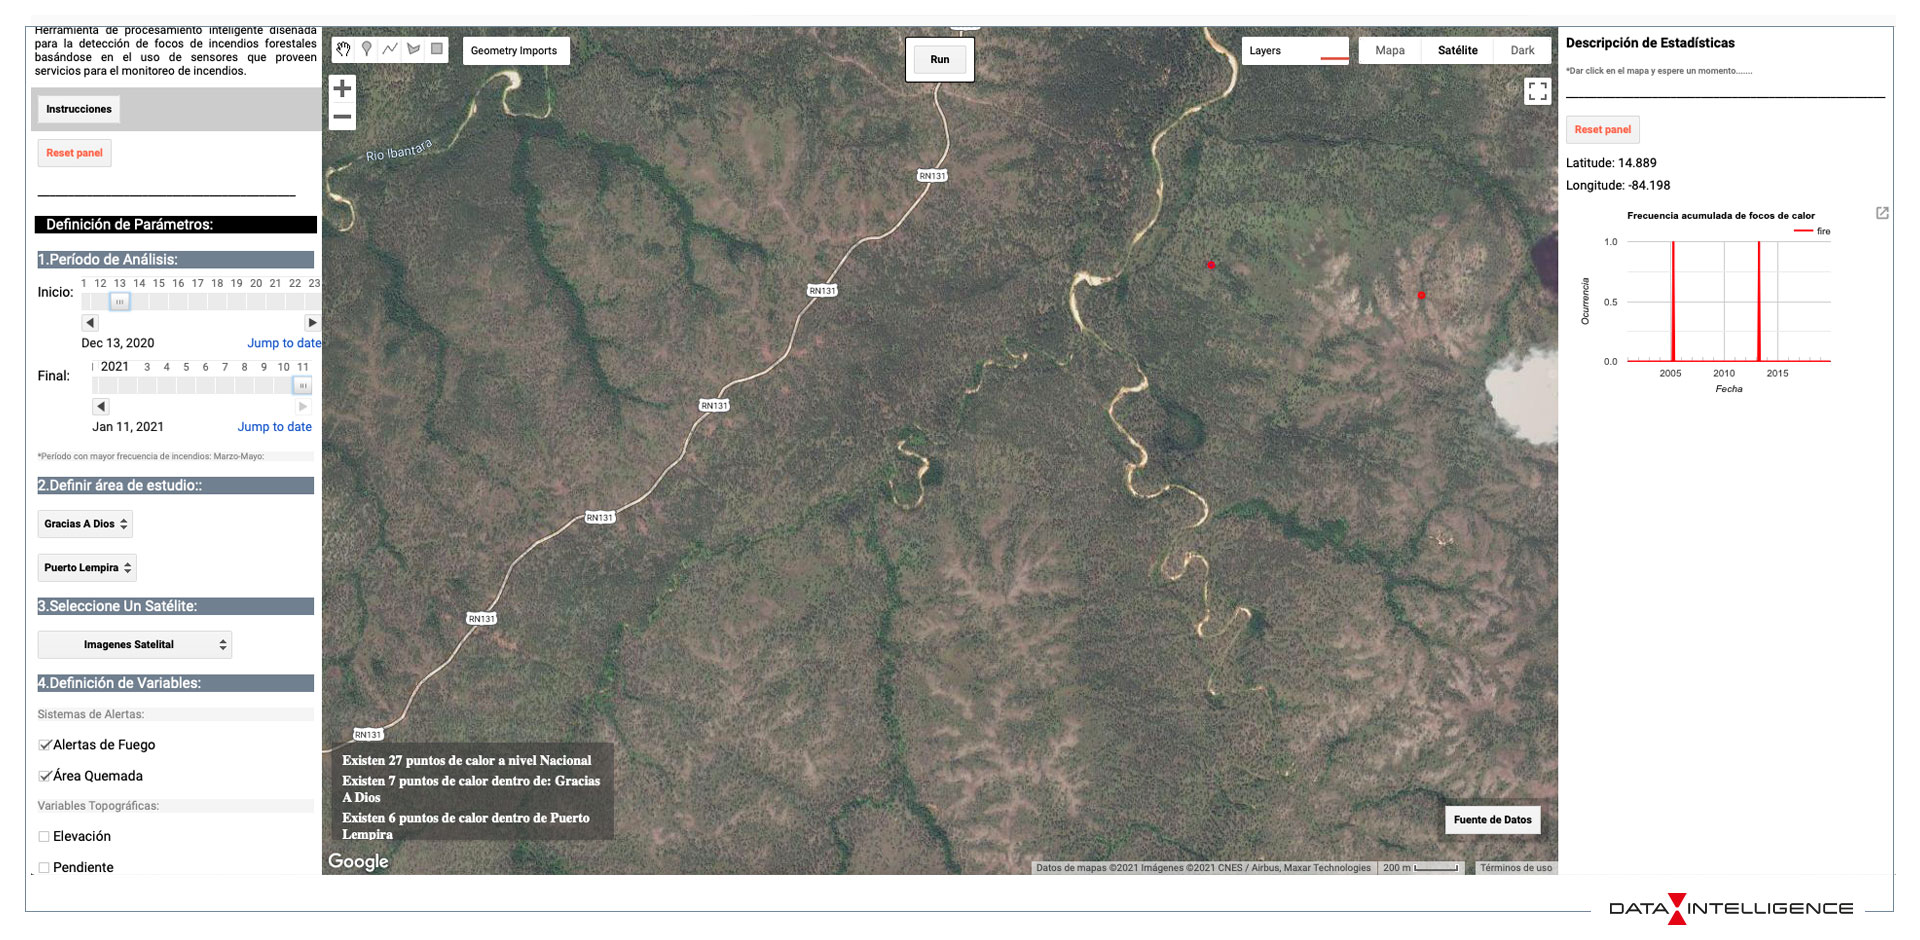 Herramienta de procesamiento inteligente diseñada
para la detección de focos de incendios forestales
basándose en el uso de sensores que proveen
servicios para el monitoreo de incendios.
Instrucciones
Reset panel
Definición de Parámetros:
1.Período de Análisis:
Inicio:
1 12 13 14 15 16 17 18 19 20 21 22 23
Dec 13, 2020 Jump to date
Final:
2021 3 4 5 6 7 8 9 10 11
Jan 11, 2021 Jump to date
*Período con mayor frecuencia de incendios: Marzo-Mayo:
2.Definir área de estudio::
Gracias A Dios
Puerto Lempira
3.Seleccione Un Satélite:
Imagenes Satelital
4.Definición de Variables:
Sistemas de Alertas:
Alertas de Fuego
Área Quemada
Variables Topográficas:
Elevación
Pendiente
Geometry Imports
Run
Layers
Mapa Satélite Dark
Rio Ibantara
RN131
RN131
RN131
RN131
RN131
RN131
Existen 27 puntos de calor a nivel Nacional
Existen 7 puntos de calor dentro de: Gracias
A Dios
Existen 6 puntos de calor dentro de Puerto
Lempira
Google
Fuente de Datos
Datos de mapas ©2021 Imágenes ©2021 CNES / Airbus, Maxar Technologies 200 m Términos de uso
Descripción de Estadísticas
*Dar click en el mapa y espere un momento.......
Reset panel
Latitude: 14.889
Longitude: -84.198
Frecuencia acumulada de focos de calor
fire
1.0
0.5
0.0
Ocurrencia
2005 2010 2015
Fecha
DATA INTELLIGENCE